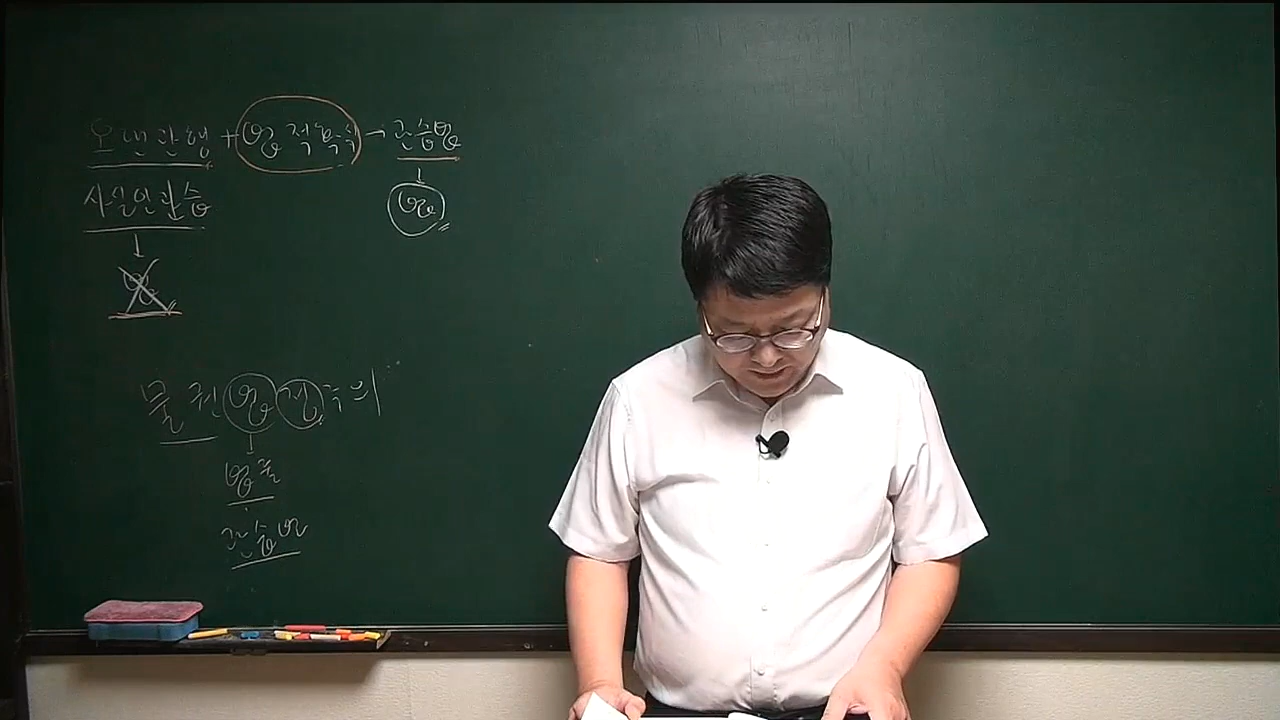 오랜관행 + 법적확신 → 관습법
↓
법
사실인관습
↓
법
물권법정주의
↓
법률
관습법